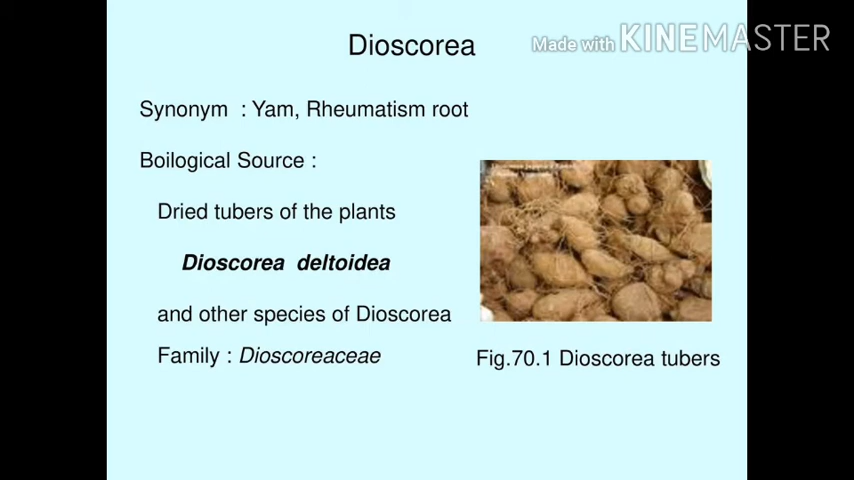 Dioscorea
Made with KINEMASTER
Synonym : Yam, Rheumatism root
Boilogical Source :
Dried tubers of the plants
Dioscorea deltoidea
and other species of Dioscorea
Family : Dioscoreaceae
Fig.70.1 Dioscorea tubers